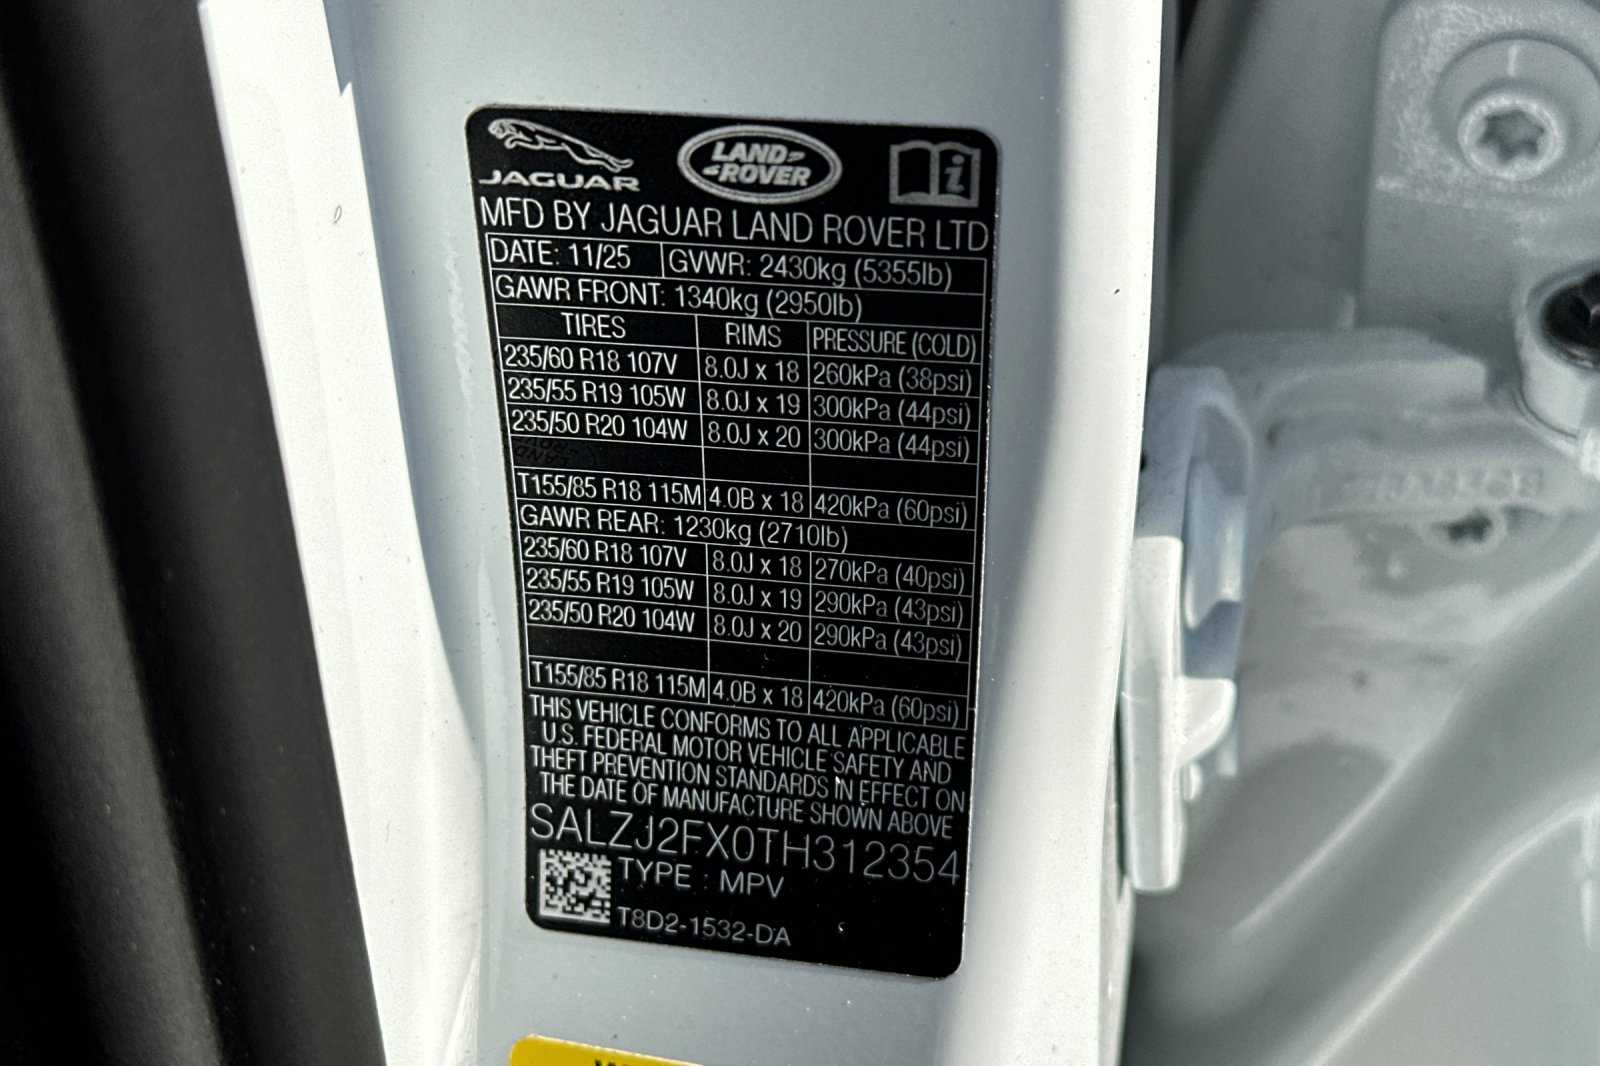 JAGUAR LAND ROVER i
MFD BY JAGUAR LAND ROVER LTD
DATE: 11/25 GVWR: 2430kg (5355lb)
GAWR FRONT: 1340kg (2950lb)
TIRES RIMS PRESSURE (COLD)
235/60 R18 107V 8.0J x 18 260kPa (38psi)
235/55 R19 105W 8.0J x 19 300kPa (44psi)
235/50 R20 104W 8.0J x 20 300kPa (44psi)
T155/85 R18 115M 4.0B x 18 420kPa (60psi)
GAWR REAR: 1230kg (2710lb)
235/60 R18 107V 8.0J x 18 270kPa (40psi)
235/55 R19 105W 8.0J x 19 290kPa (43psi)
235/50 R20 104W 8.0J x 20 290kPa (43psi)
T155/85 R18 115M 4.0B x 18 420kPa (60psi)
THIS VEHICLE CONFORMS TO ALL APPLICABLE
U.S. FEDERAL MOTOR VEHICLE SAFETY AND
THEFT PREVENTION STANDARDS IN EFFECT ON
THE DATE OF MANUFACTURE SHOWN ABOVE
SALZJ2FX0TH312354
TYPE : MPV
T8D2-1532-DA